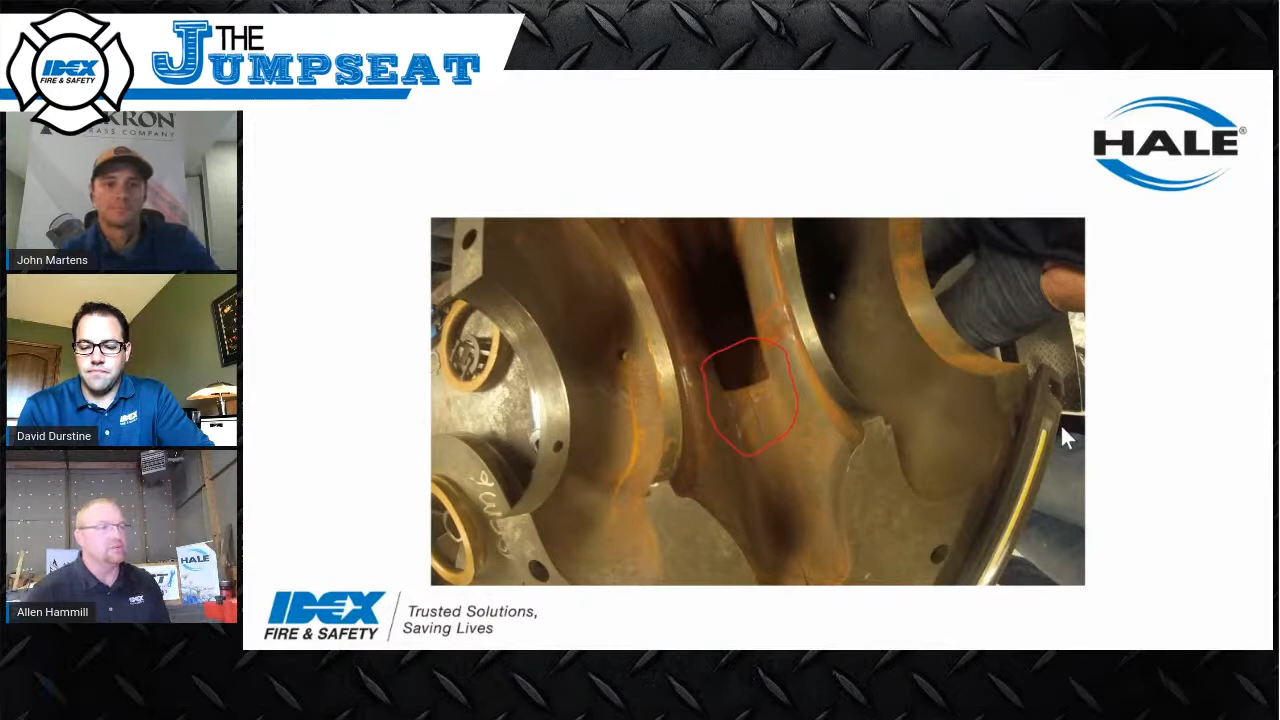 THE
JUMPSEAT
IDEX
FIRE & SAFETY
HALE®
KRON
BRASS COMPANY
John Martens
David Durstine
IDEX
HALE
Allen Hammill
IDEX
FIRE & SAFETY
Trusted Solutions,
Saving Lives